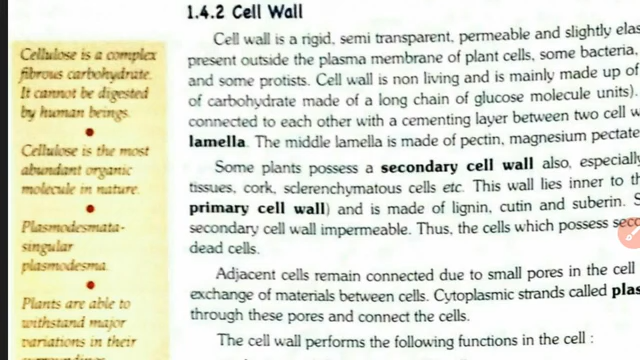 1.4.2 Cell Wall
Cell wall is a rigid, semi transparent, permeable and slightly
present outside the plasma membrane of plant cells, some bacteria,
and some protists. Cell wall is non living and is mainly made up of
of carbohydrate made of a long chain of glucose molecule units).
connected to each other with a cementing layer between two cell
lamella. The middle lamella is made of pectin, magnesium pectate
Some plants possess a secondary cell wall also, especially
tissues, cork, sclerenchymatous cells etc. This wall lies inner to
primary cell wall) and is made of lignin, cutin and suberin.
secondary cell wall impermeable. Thus, the cells which possess
dead cells.
Adjacent cells remain connected due to small pores in the cell
exchange of materials between cells. Cytoplasmic strands called
through these pores and connect the cells.
The cell wall performs the following functions in the cell :
Cellulose is a complex
fibrous carbohydrate.
It cannot be digested
by human beings.
Cellulose is the most
abundant organic
molecule in nature.
Plasmodesmata-
singular
plasmodesma.
Plants are able to
withstand major
variations in their